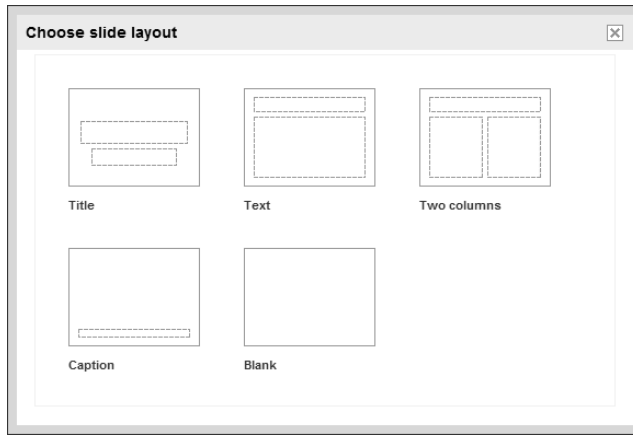 Choose slide layout
Title
Text
Two columns
Caption
Blank